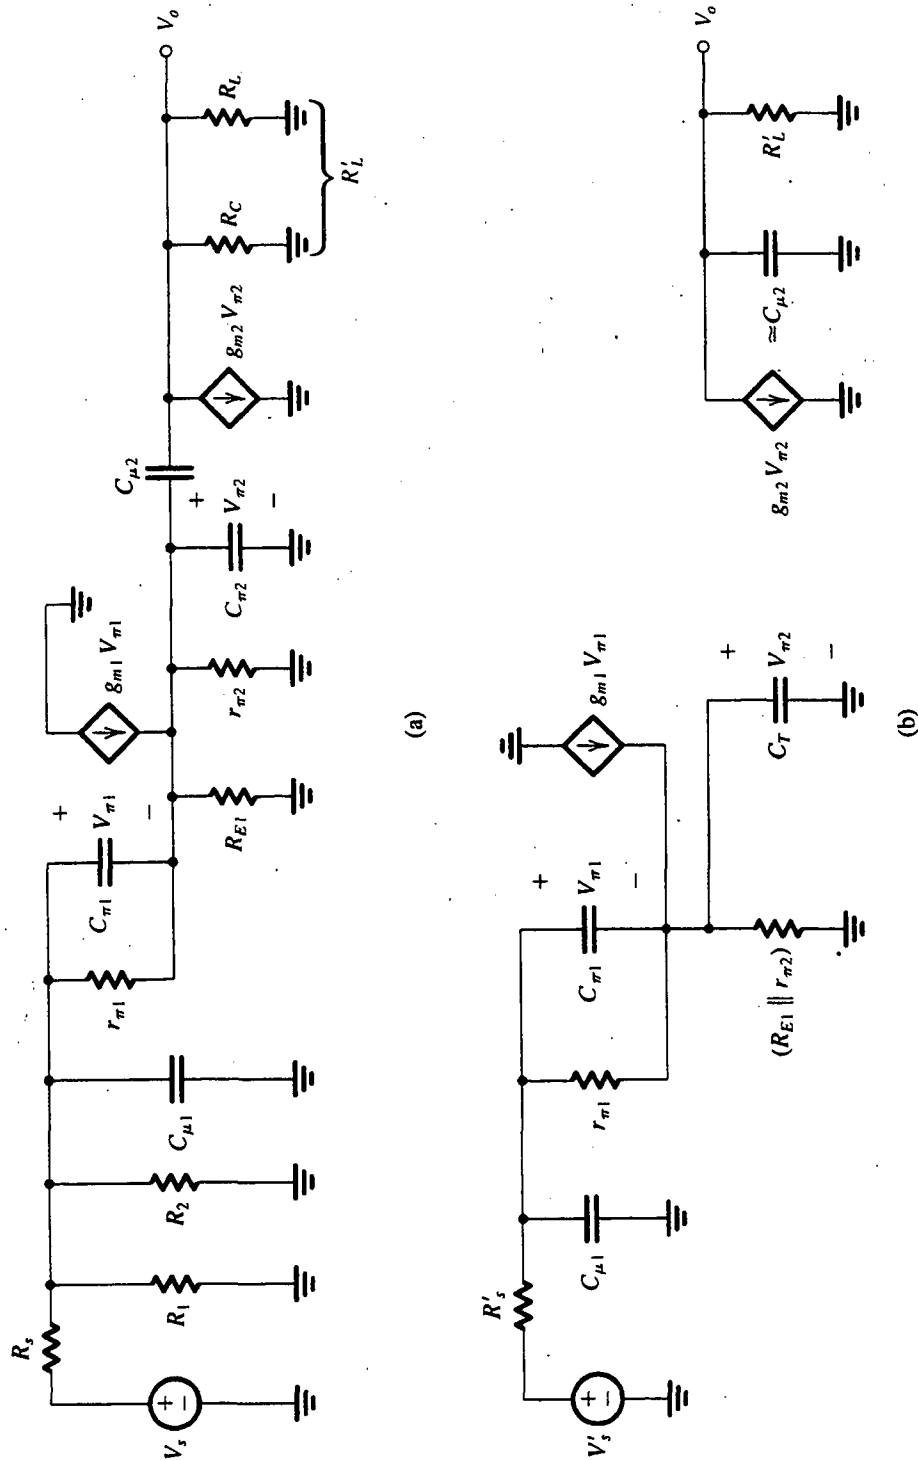 R_s
V_s
+
−
R_1
R_2
C_μ1
r_π1
C_π1
+
V_π1
−
R_E1
g_m1 V_π1
r_π2
C_π2
+
V_π2
−
C_μ2
g_m2 V_π2
R_C
R_L
R'_L
V_o
(a)
R'_s
V'_s
+
−
C_μ1
r_π1
C_π1
+
V_π1
−
g_m1 V_π1
(R_E1 || r_π2)
C_T
+
V_π2
−
g_m2 V_π2
≃C_μ2
R'_L
V_o
(b)